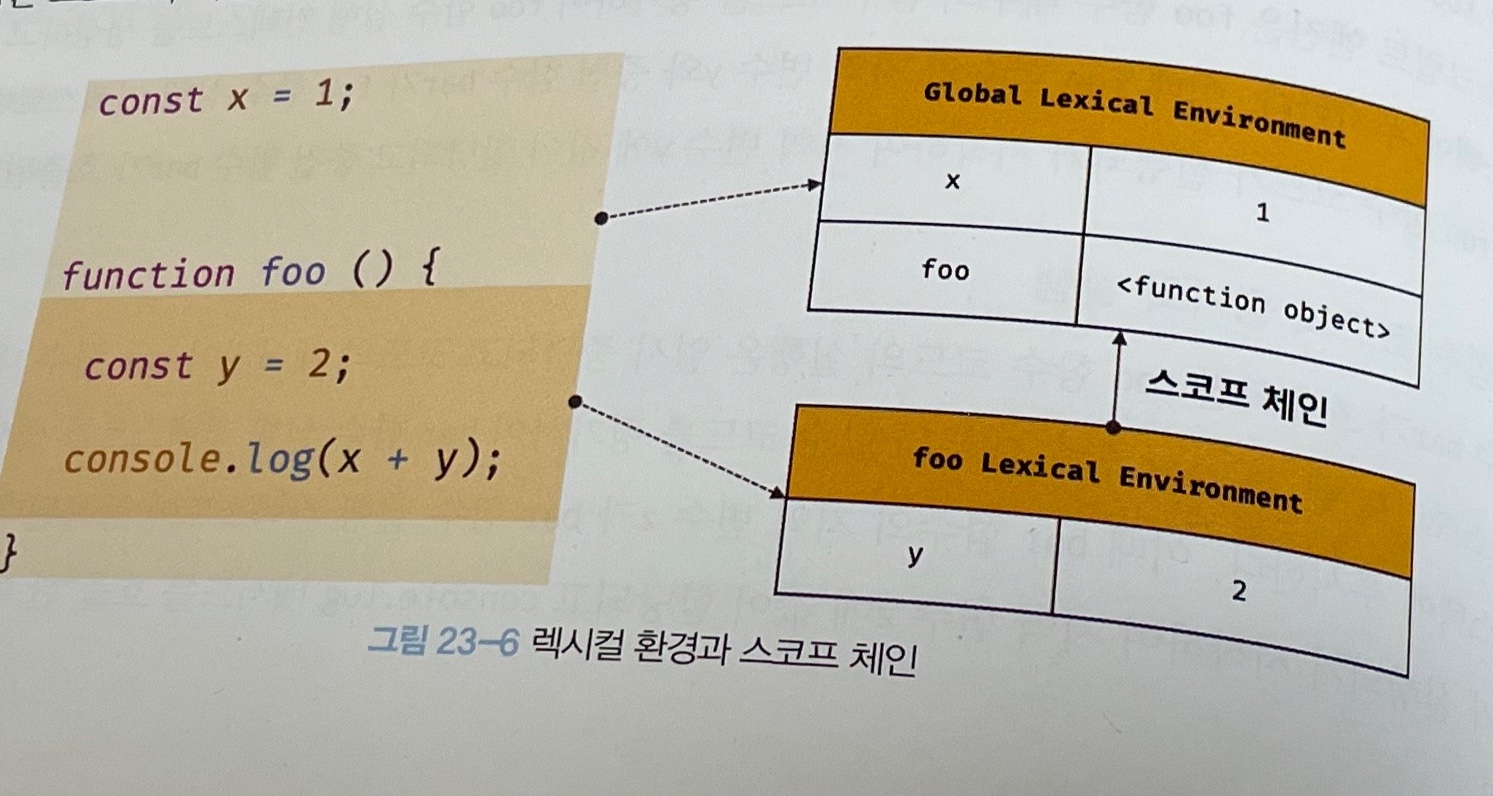 const x = 1;
function foo () {
const y = 2;
console.log(x + y);
}
Global Lexical Environment
x 1
foo <function object>
스코프 체인
foo Lexical Environment
y 2
그림 23-6 렉시컬 환경과 스코프 체인